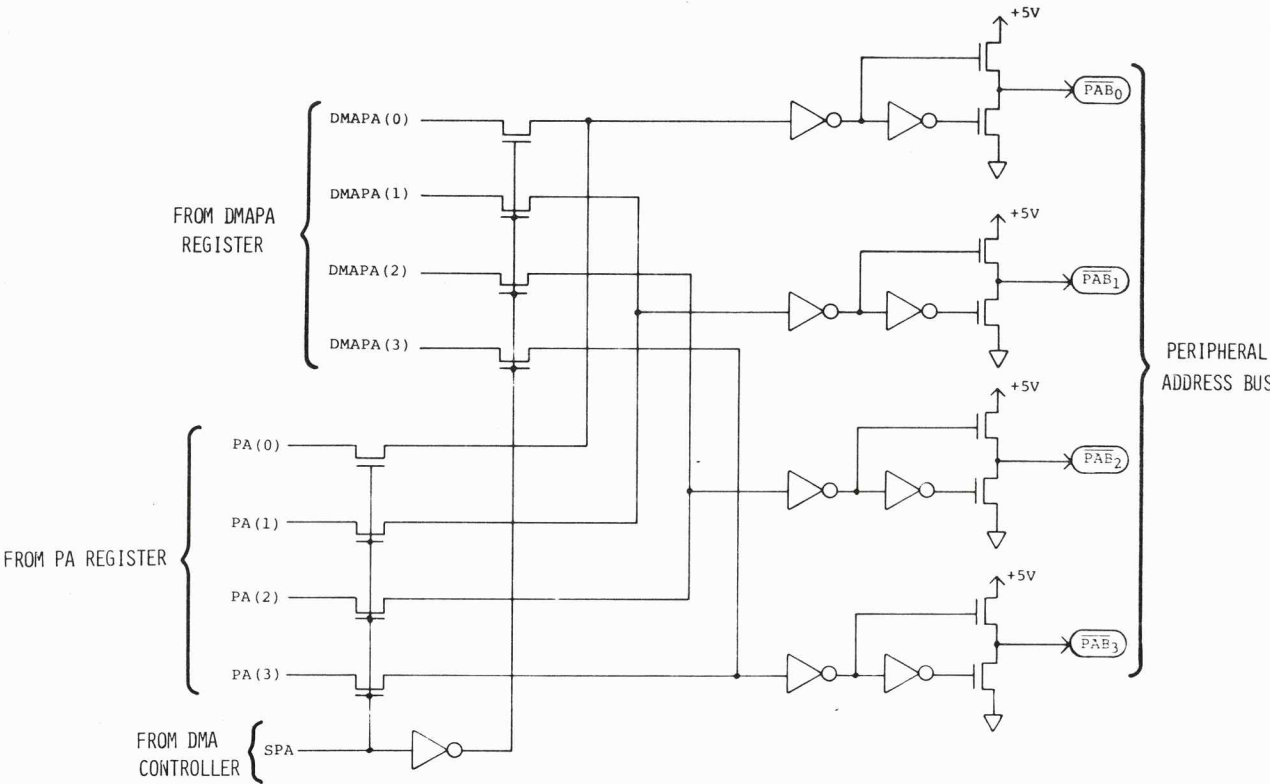 +5V
PAB0
DMAPA(0)
DMAPA(1)
FROM DMAPA
REGISTER
+5V
DMAPA(2)
PAB1
DMAPA(3)
PERIPHERAL
ADDRESS BUS
+5V
PA(0)
PAB2
PA(1)
FROM PA REGISTER
+5V
PA(2)
PAB3
PA(3)
FROM DMA
CONTROLLER
SPA